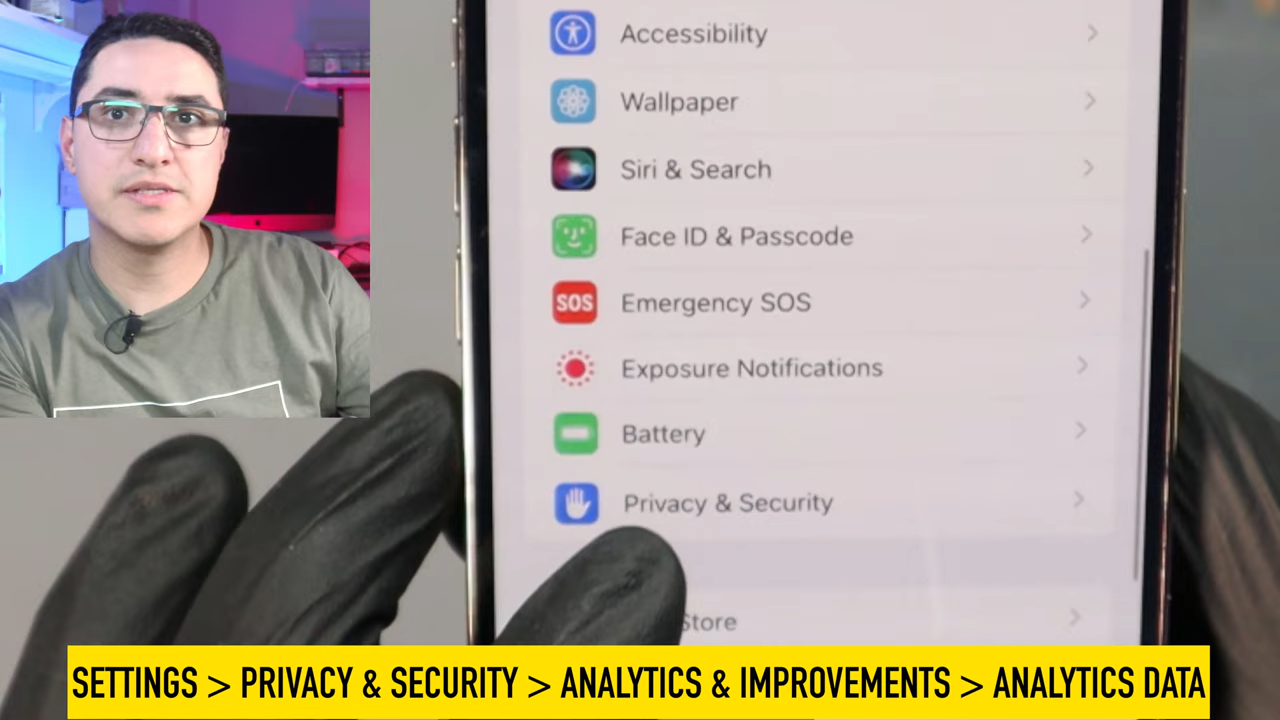 Accessibility
Wallpaper
Siri & Search
Face ID & Passcode
SOS
Emergency SOS
Exposure Notifications
Battery
Privacy & Security
Store
SETTINGS > PRIVACY & SECURITY > ANALYTICS & IMPROVEMENTS > ANALYTICS DATA